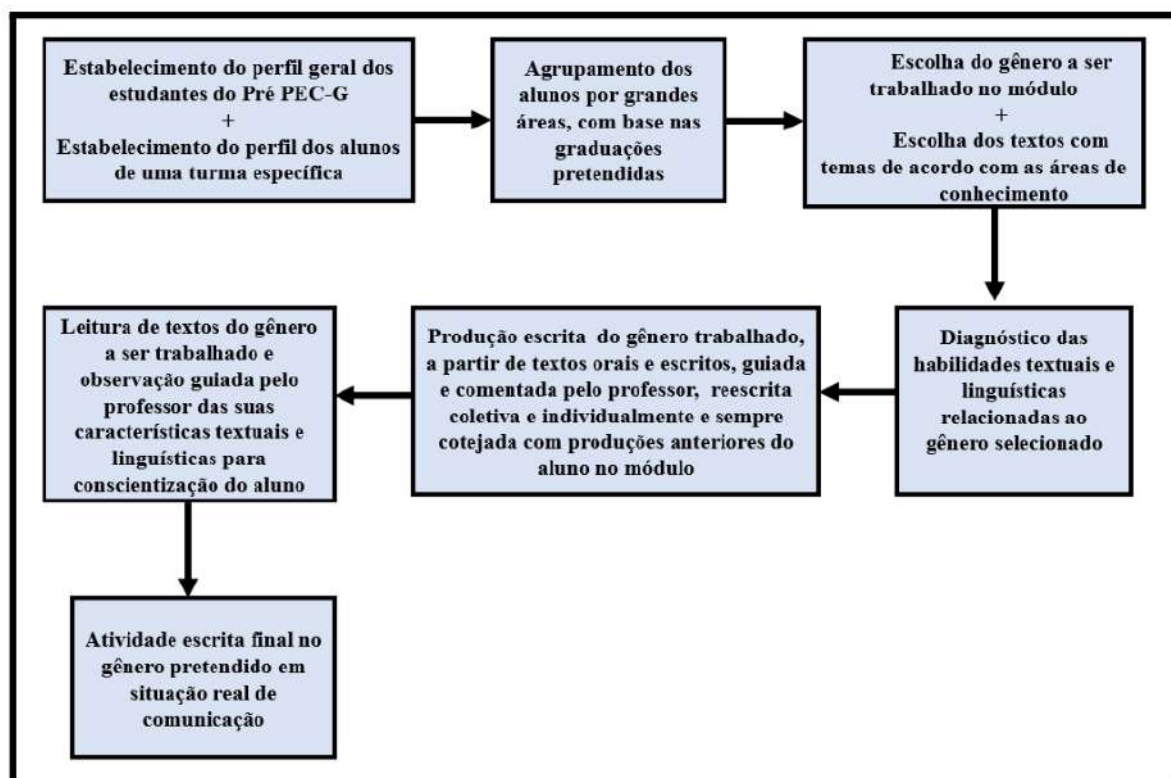 Estabelecimento do perfil geral dos
estudantes do Pré PEC-G
+
Estabelecimento do perfil dos alunos
de uma turma específica
Agrupamento dos
alunos por grandes
áreas, com base nas
graduações
pretendidas
Escolha do gênero a ser
trabalhado no módulo
+
Escolha dos textos com
temas de acordo com as áreas de
conhecimento
Diagnóstico das
habilidades textuais e
linguísticas
relacionadas ao
gênero selecionado
Produção escrita do gênero trabalhado,
a partir de textos orais e escritos, guiada
e comentada pelo professor, reescrita
coletiva e individualmente e sempre
cotejada com produções anteriores do
aluno no módulo
Leitura de textos do gênero
a ser trabalhado e
observação guiada pelo
professor das suas
características textuais e
linguísticas para
conscientização do aluno
Atividade escrita final no
gênero pretendido em
situação real de
comunicação